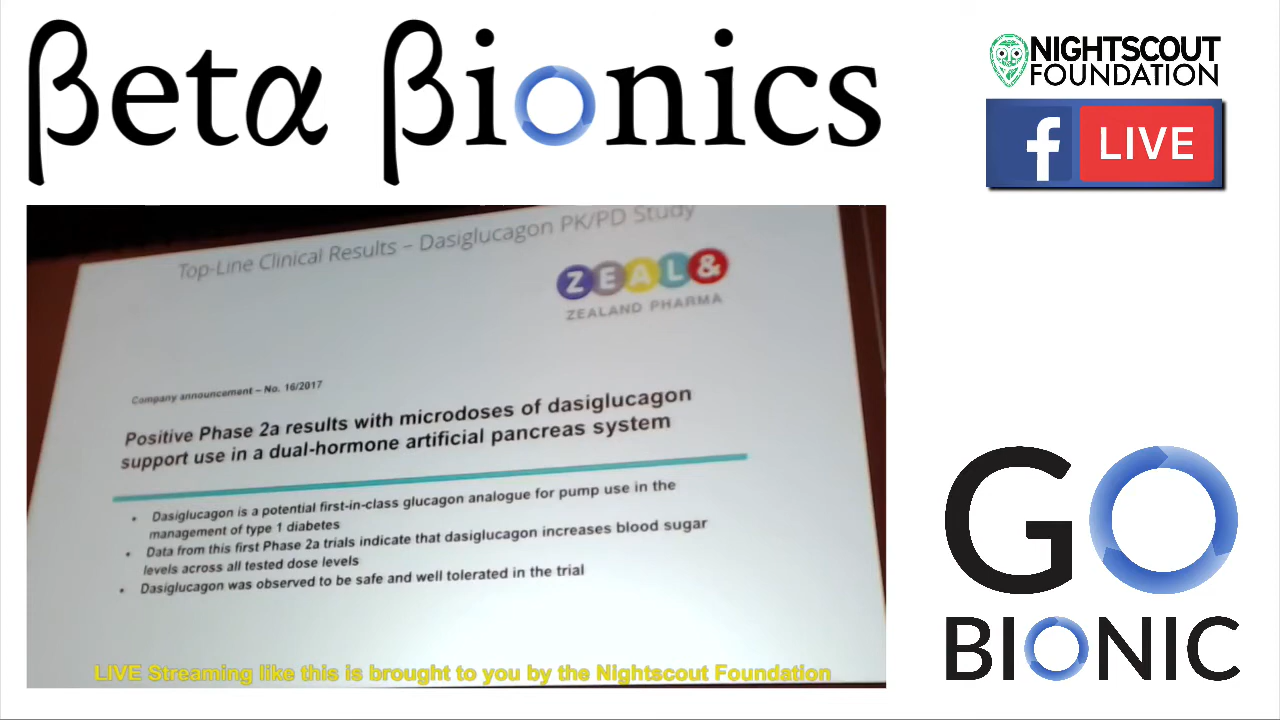 βetα βionics
NIGHTSCOUT
FOUNDATION
f LIVE
Top-Line Clinical Results – Dasiglucagon PK/PD Study
ZEAL&
ZEALAND PHARMA
Company announcement – No. 16/2017
Positive Phase 2a results with microdoses of dasiglucagon
support use in a dual-hormone artificial pancreas system
• Dasiglucagon is a potential first-in-class glucagon analogue for pump use in the
management of type 1 diabetes
• Data from this first Phase 2a trials indicate that dasiglucagon increases blood sugar
levels across all tested dose levels
• Dasiglucagon was observed to be safe and well tolerated in the trial
LIVE Streaming like this is brought to you by the Nightscout Foundation
GO
BIONIC